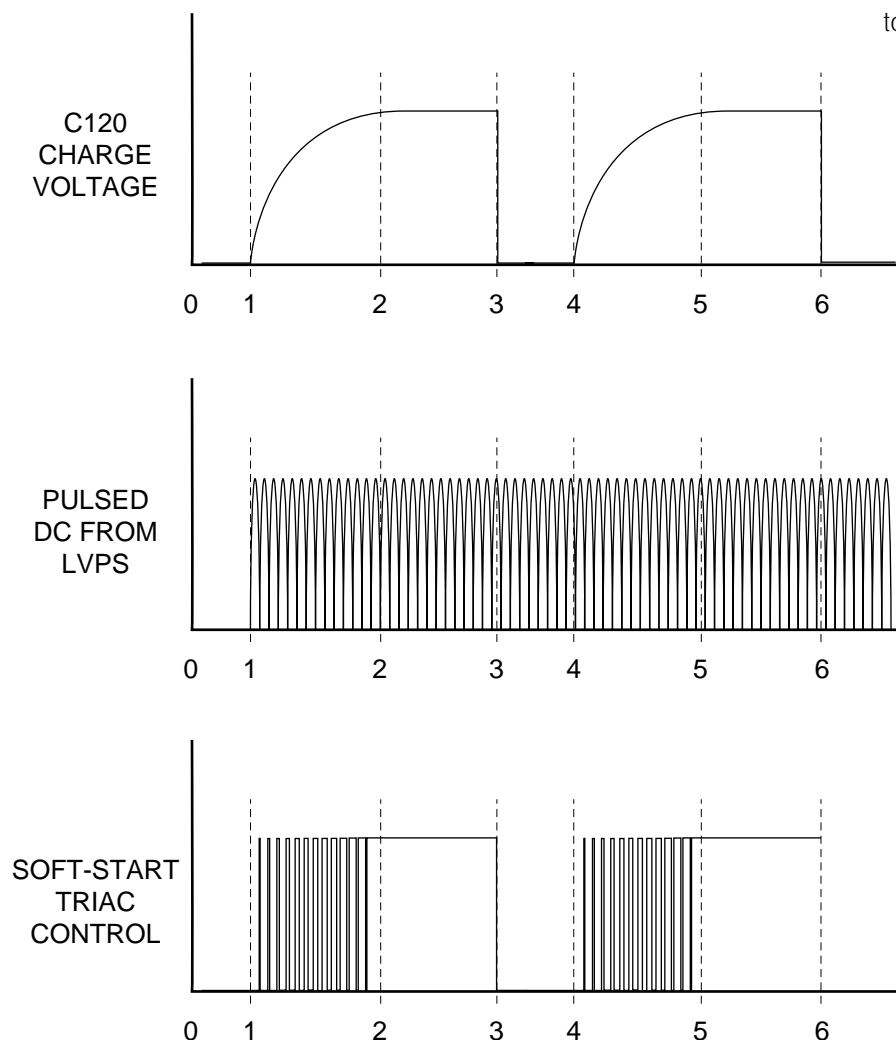 to
C120
CHARGE
VOLTAGE
0 1 2 3 4 5 6
PULSED
DC FROM
LVPS
0 1 2 3 4 5 6
SOFT-START
TRIAC
CONTROL
0 1 2 3 4 5 6